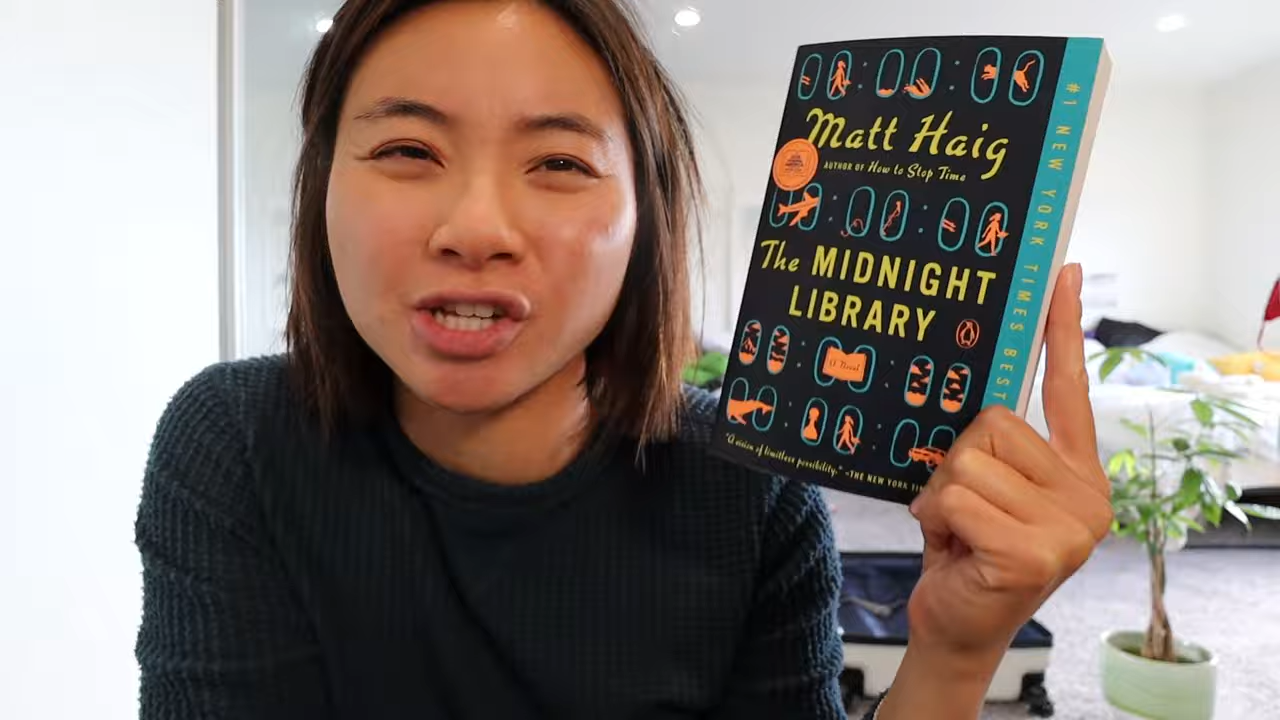 Matt Haig
AUTHOR OF How to Stop Time
The MIDNIGHT
LIBRARY
A Novel
"A vision of limitless possibility." —THE NEW YORK
#1 NEW YORK TIMES BEST